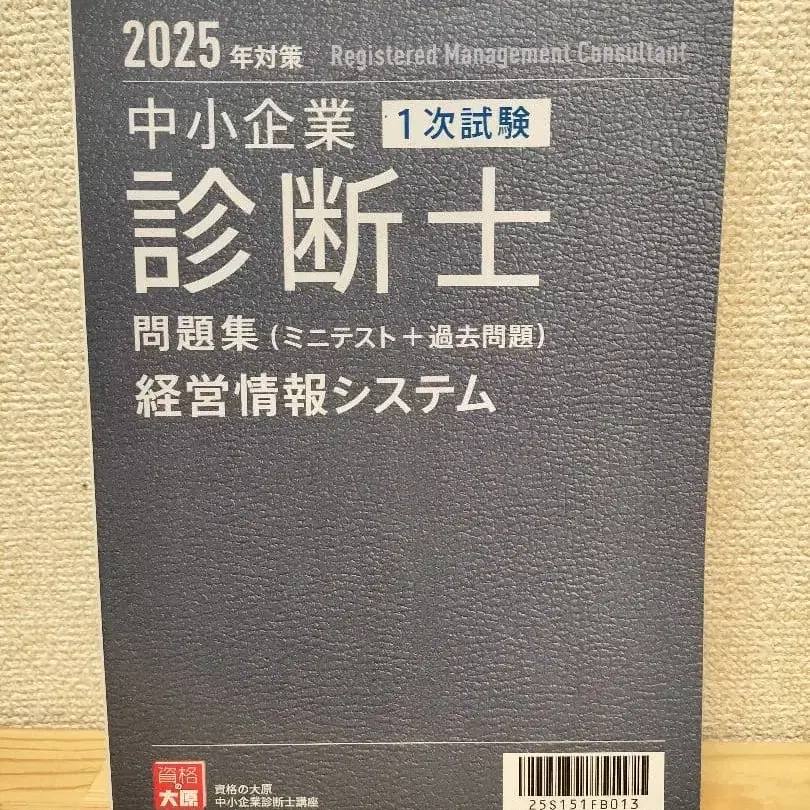 2025年対策 Registered Management Consultant
中小企業 1次試験
診断士
問題集(ミニテスト+過去問題)
経営情報システム
資格の大原
資格の大原
中小企業診断士講座
25S151FB013